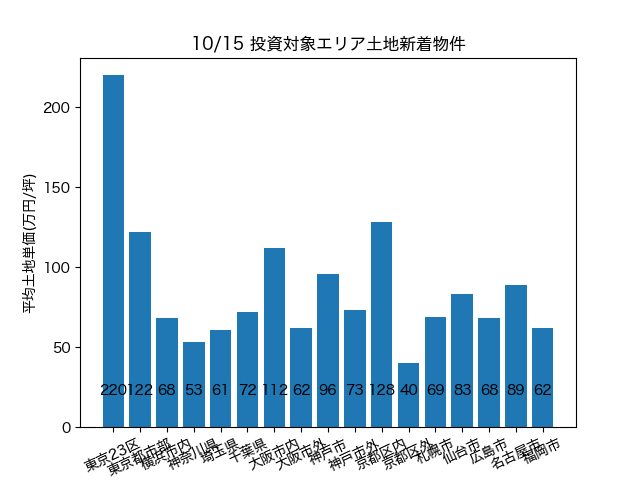 10/15 投資対象エリア土地新着物件
平均土地単価(万円/坪)
200
150
100
50
0
220 122 68 53 61 72 112 62 96 73 128 40 69 83 68 89 62
東京23区
東京都市部
横浜市内
神奈川県
埼玉県
千葉県
大阪市内
大阪市外
神戸市
神戸市外
京都区内
京都区外
札幌市
仙台市
広島市
名古屋市
福岡市